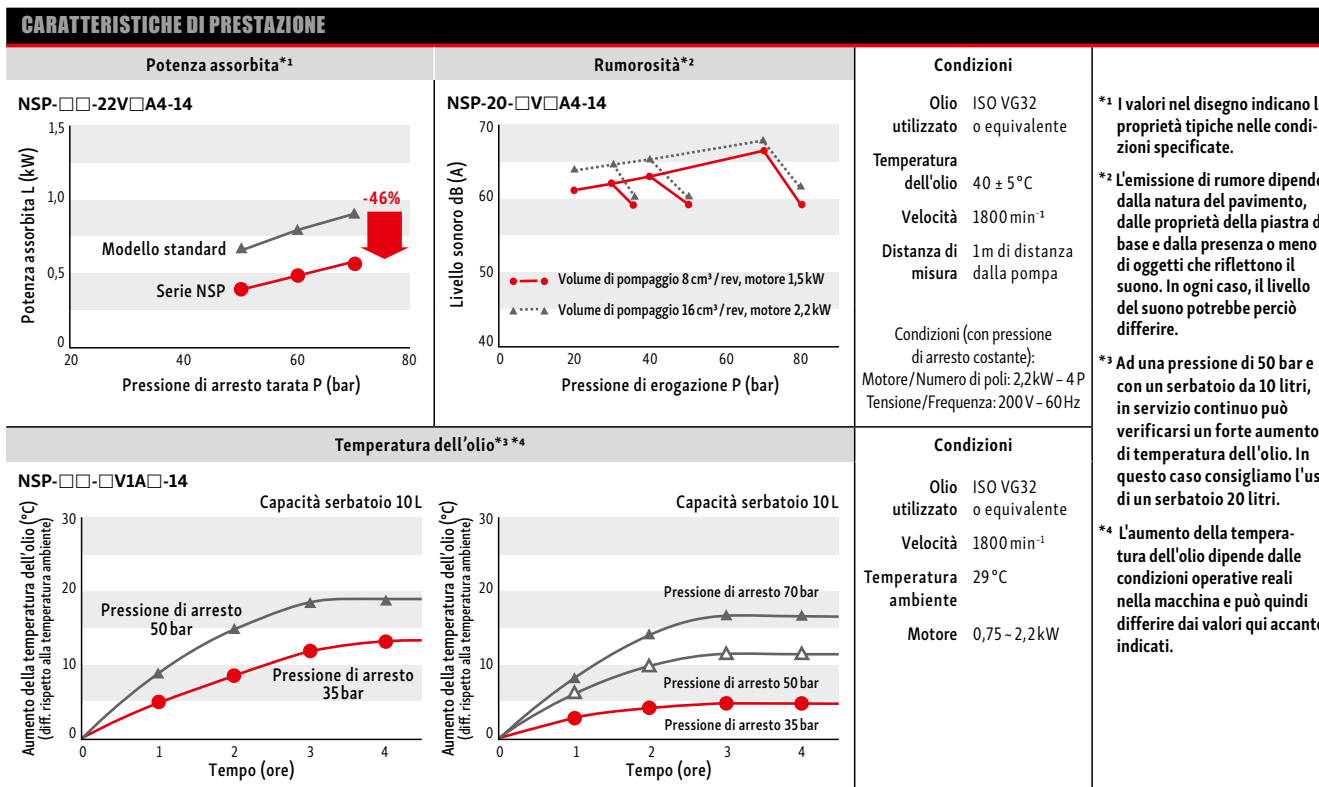 CARATTERISTICHE DI PRESTAZIONE
Potenza assorbita*¹
NSP-□□-22V□A4-14
Potenza assorbita L (kW)
1,5
1,0
0,5
0
20
40
60
80
-46%
Modello standard
Serie NSP
Pressione di arresto tarata P (bar)
Rumorosità*²
NSP-20-□V□A4-14
Livello sonoro dB (A)
70
60
50
40
0
20
40
60
80
Volume di pompaggio 8 cm³ / rev, motore 1,5 kW
Volume di pompaggio 16 cm³ / rev, motore 2,2 kW
Pressione di erogazione P (bar)
Condizioni
Olio utilizzato ISO VG32 o equivalente
Temperatura dell'olio 40 ± 5°C
Velocità 1800 min⁻¹
Distanza di misura 1 m di distanza dalla pompa
Condizioni (con pressione
di arresto costante):
Motore/Numero di poli: 2,2 kW – 4 P
Tensione/Frequenza: 200 V – 60 Hz
*¹ I valori nel disegno indicano
proprietà tipiche nelle condi-
zioni specificate.
*² L'emissione di rumore dipende
dalla natura del pavimento,
dalle proprietà della piastra
base e dalla presenza o meno
di oggetti che riflettono il
suono. In ogni caso, il livello
del suono potrebbe perciò
differire.
*³ Ad una pressione di 50 bar e
con un serbatoio da 10 litri,
in servizio continuo può
verificarsi un forte aumento
di temperatura dell'olio. In
questo caso consigliamo
di un serbatoio 20 litri.
*⁴ L'aumento della tempera-
tura dell'olio dipende dalle
condizioni operative reali
nella macchina e può quindi
differire dai valori qui accanto
indicati.
Temperatura dell'olio*³ *⁴
NSP-□□-□V1A□-14
Capacità serbatoio 10 L
Aumento della temperatura dell'olio (°C)
(diff. rispetto alla temperatura ambiente)
30
20
10
0
0
1
2
3
4
Pressione di arresto
50 bar
Pressione di arresto
35 bar
Tempo (ore)
Capacità serbatoio 10 L
Aumento della temperatura dell'olio (°C)
(diff. rispetto alla temperatura ambiente)
30
20
10
0
0
1
2
3
4
Pressione di arresto 70 bar
Pressione di arresto 50 bar
Pressione di arresto 35 bar
Tempo (ore)
Condizioni
Olio utilizzato ISO VG32 o equivalente
Velocità 1800 min⁻¹
Temperatura ambiente 29°C
Motore 0,75 ~ 2,2 kW